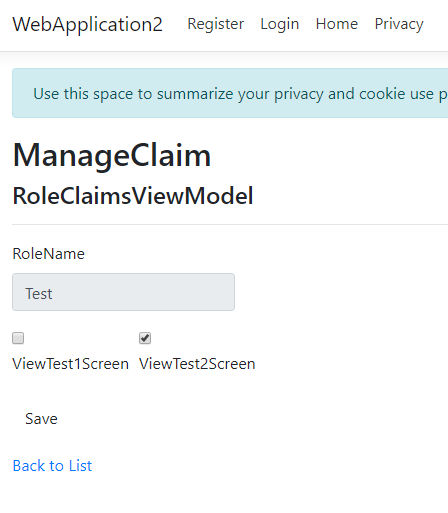 WebApplication2 Register Login Home Privacy
Use this space to summarize your privacy and cookie use p
ManageClaim
RoleClaimsViewModel
RoleName
Test
ViewTest1Screen ViewTest2Screen
Save
Back to List